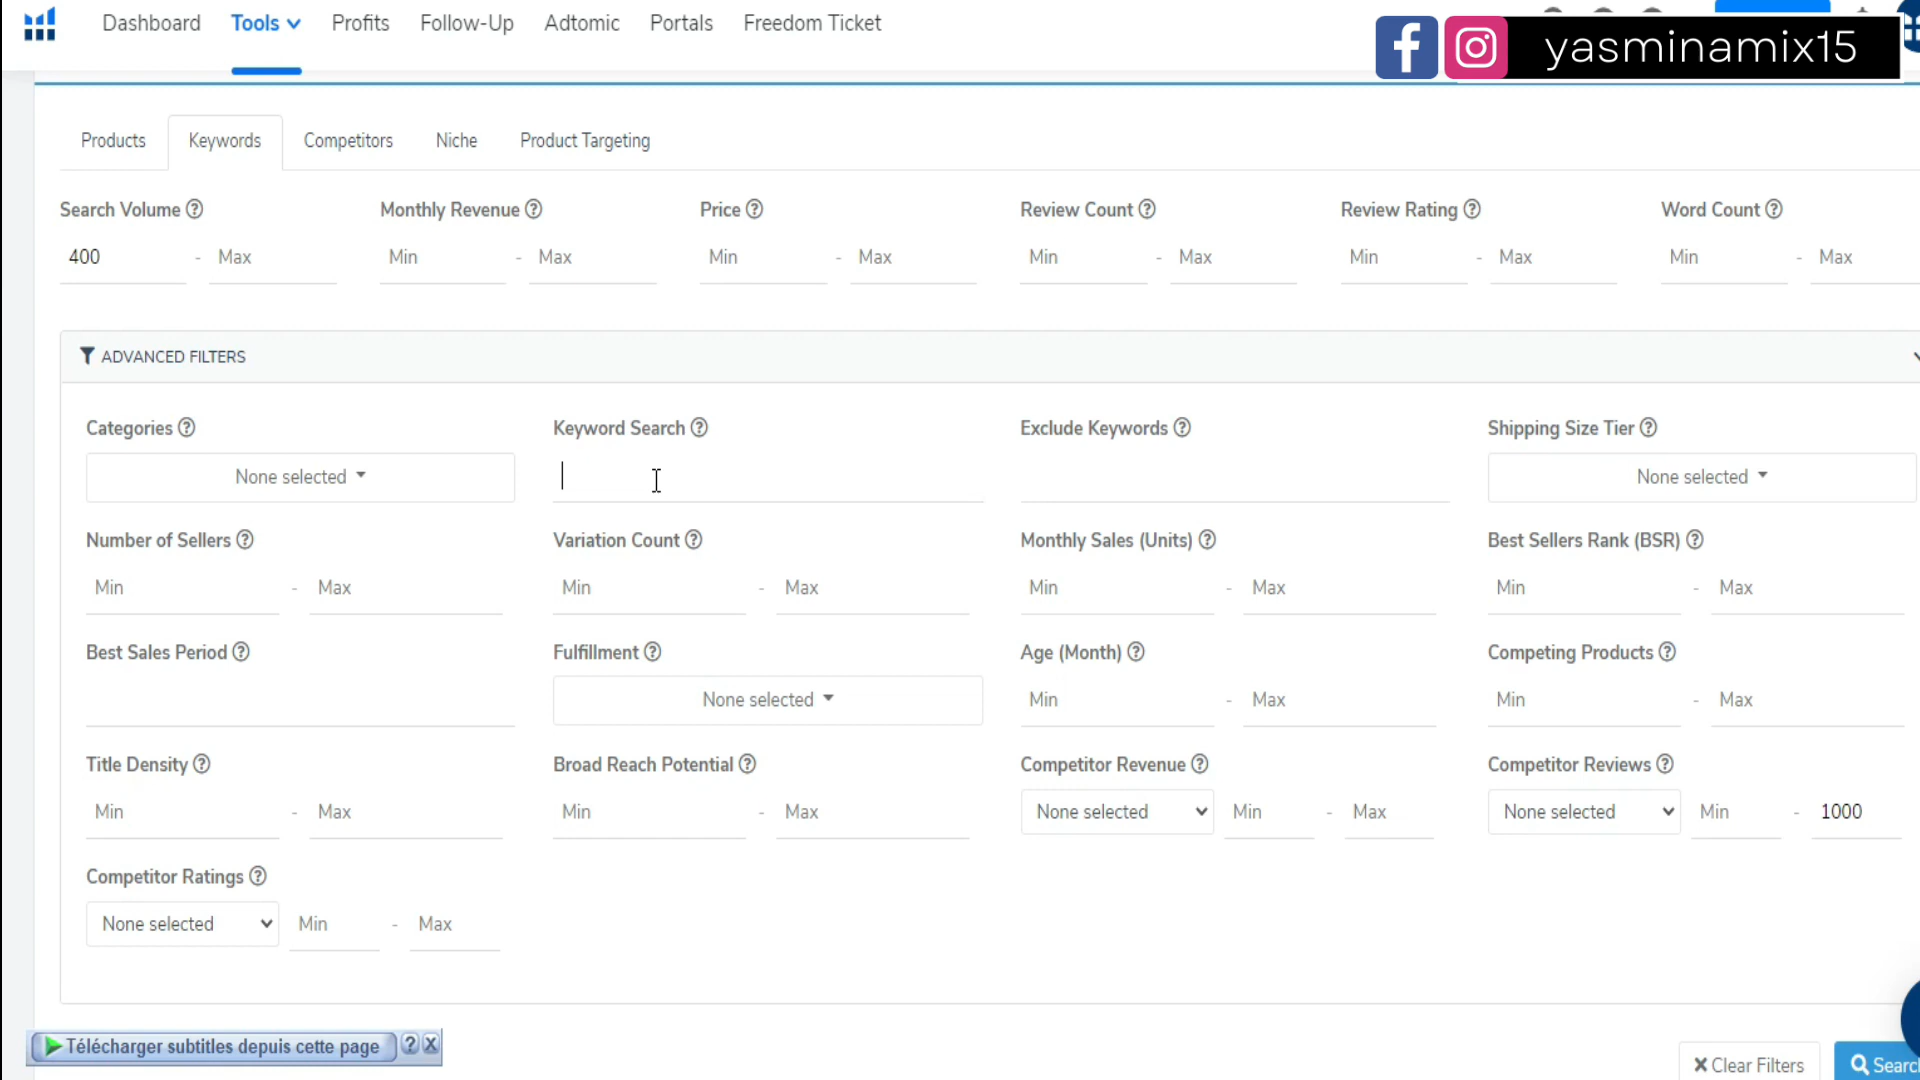 Dashboard Tools Profits Follow-Up Adtomic Portals Freedom Ticket
yasminamix15
Products Keywords Competitors Niche Product Targeting
Search Volume Monthly Revenue Price Review Count Review Rating Word Count
400 - Max Min - Max Min - Max Min - Max Min - Max Min - Max
ADVANCED FILTERS
Categories Keyword Search Exclude Keywords Shipping Size Tier
None selected None selected
Number of Sellers Variation Count Monthly Sales (Units) Best Sellers Rank (BSR)
Min - Max Min - Max Min - Max Min - Max
Best Sales Period Fulfillment Age (Month) Competing Products
None selected Min - Max Min - Max
Title Density Broad Reach Potential Competitor Revenue Competitor Reviews
Min - Max Min - Max None selected Min - Max None selected Min - 1000
Competitor Ratings
None selected Min - Max
Télécharger subtitles depuis cette page ? X
Clear Filters Searc